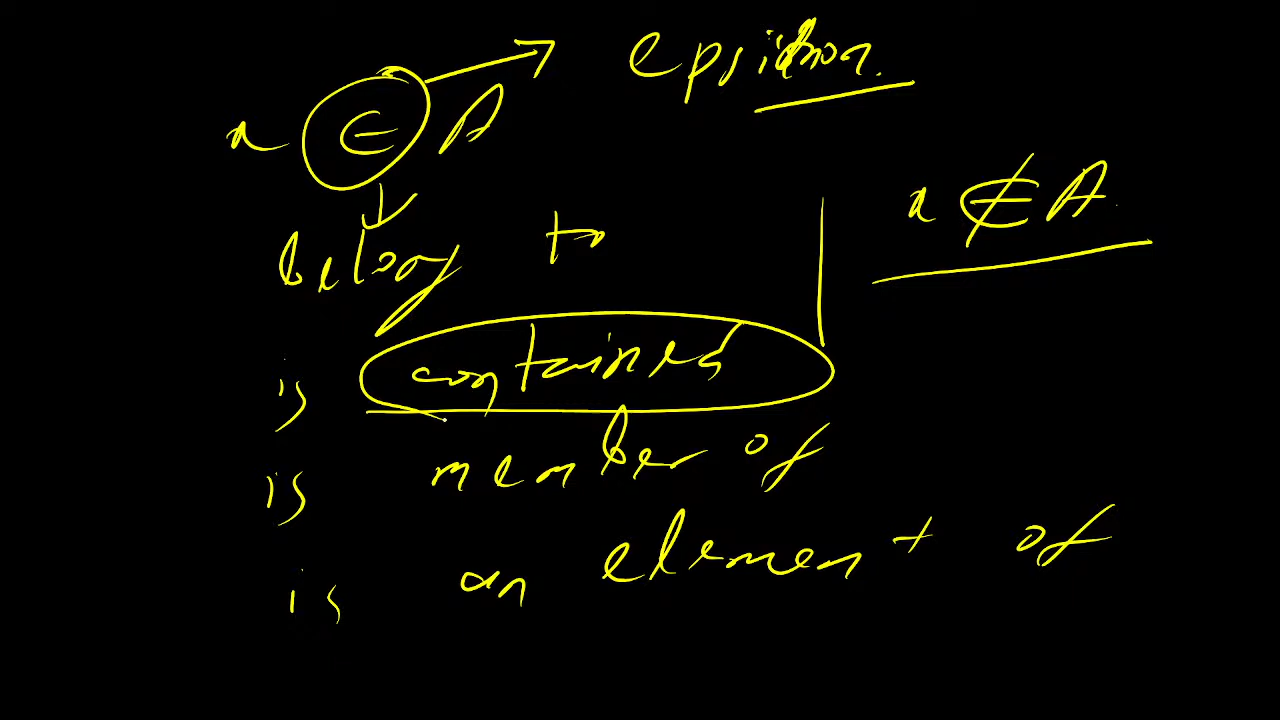 x ∈ A → epsilon.
belong to
x ∉ A
is contained
is member of
is an element of